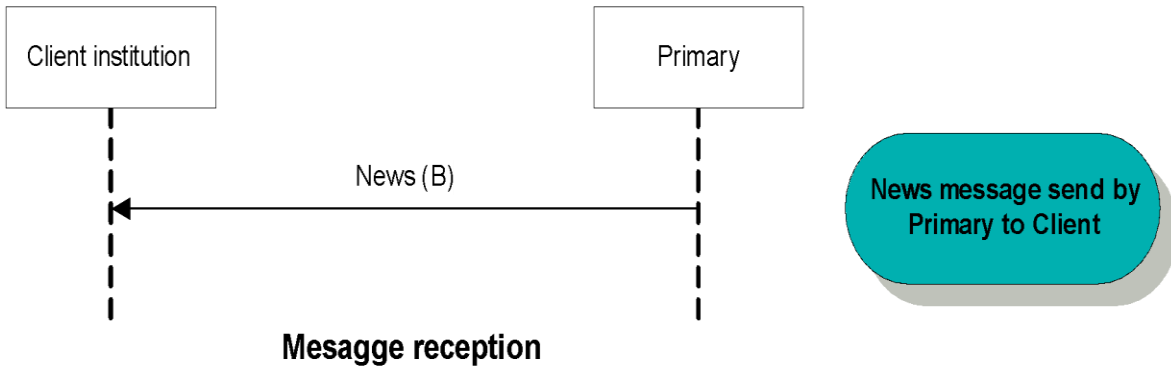 Client institution
Primary
News (B)
News message send by
Primary to Client
Mesagge reception